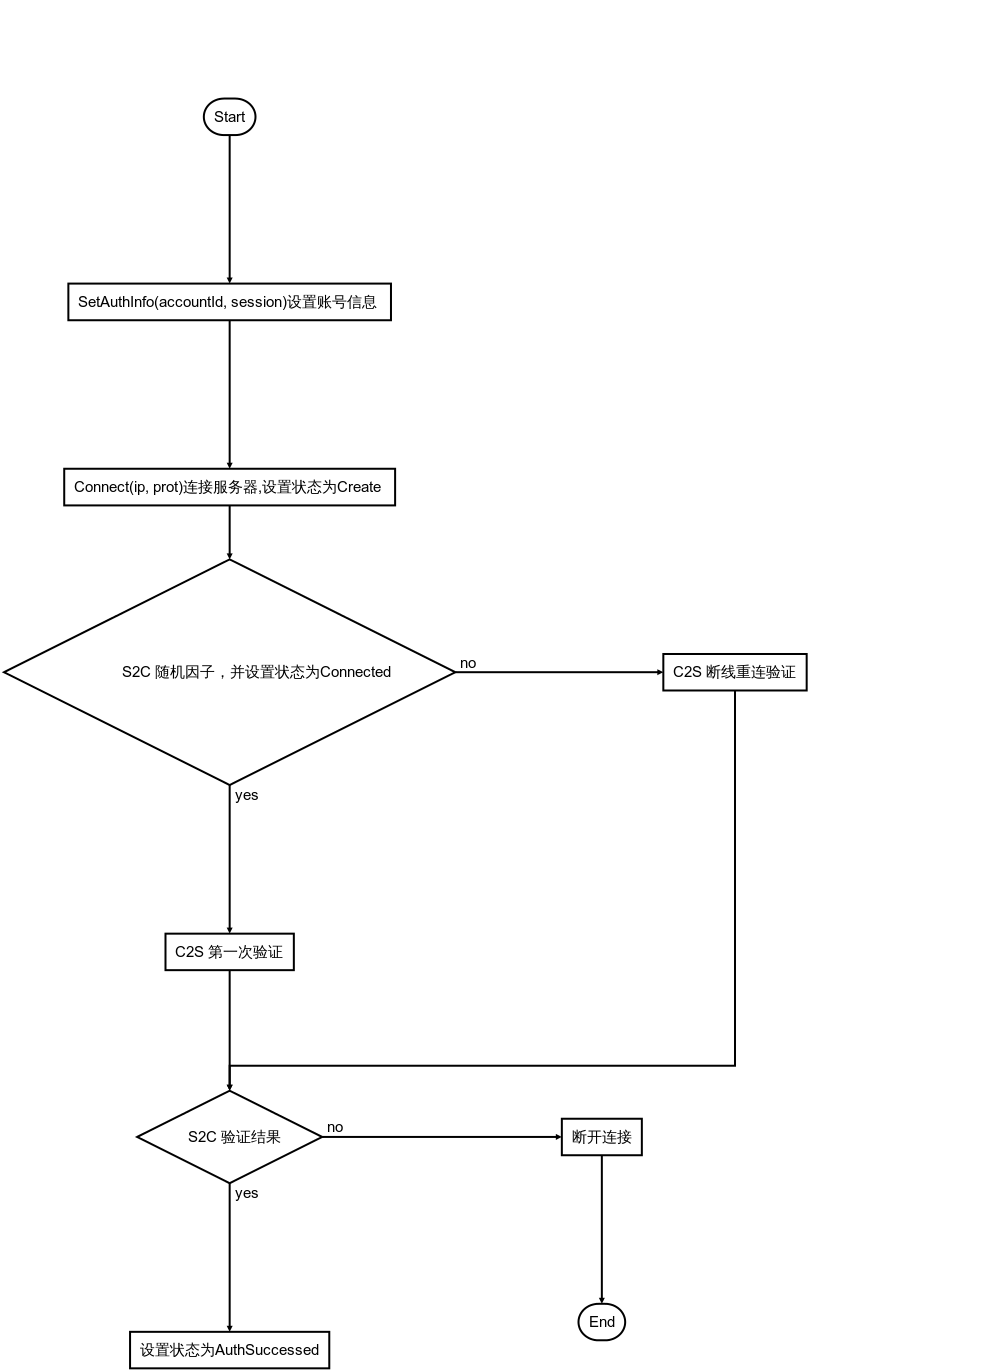 Start
SetAuthInfo(accountId, session)设置账号信息
Connect(ip, prot)连接服务器,设置状态为Create
S2C 随机因子，并设置状态为Connected
no
C2S 断线重连验证
yes
C2S 第一次验证
S2C 验证结果
no
断开连接
yes
End
设置状态为AuthSuccessed